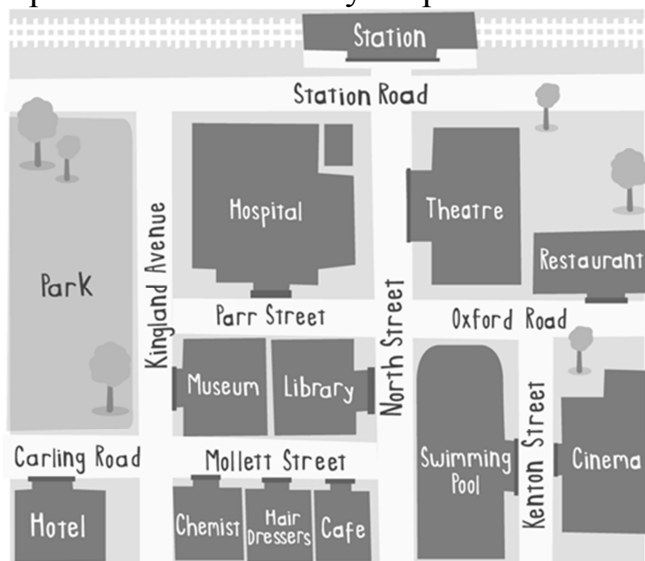 Station
Station Road
Hospital
Theatre
Restaurant
Park
Kingland Avenue
Parr Street
North Street
Oxford Road
Museum
Library
Carling Road
Mollett Street
Swimming
Pool
Kenton Street
Cinema
Hotel
Chemist
Hair
Dressers
Cafe